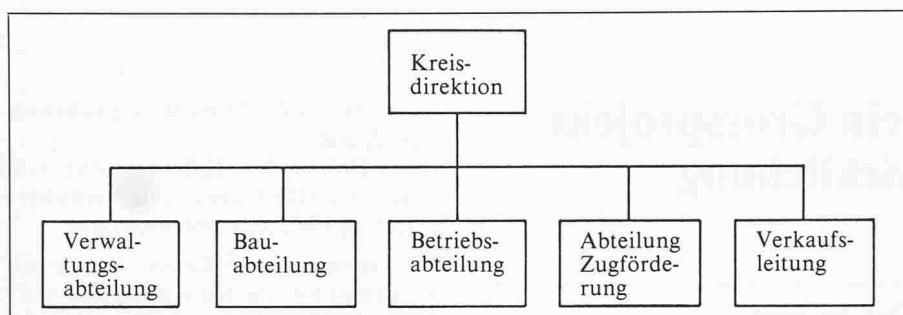 Kreis-
direktion
Verwal-
tungs-
abteilung
Bau-
abteilung
Betriebs-
abteilung
Abteilung
Zugförde-
rung
Verkaufs-
leitung